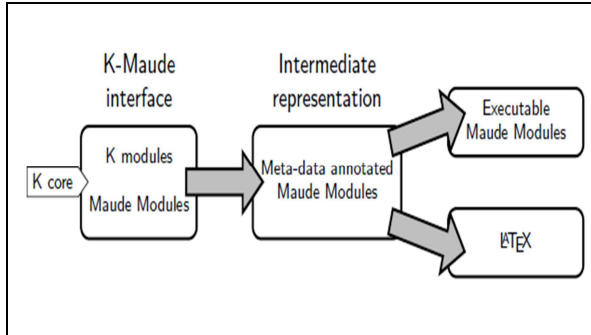 K-Maude
interface
Intermediate
representation
K core
K modules
Maude Modules
Meta-data annotated
Maude Modules
Executable
Maude Modules
LATEX